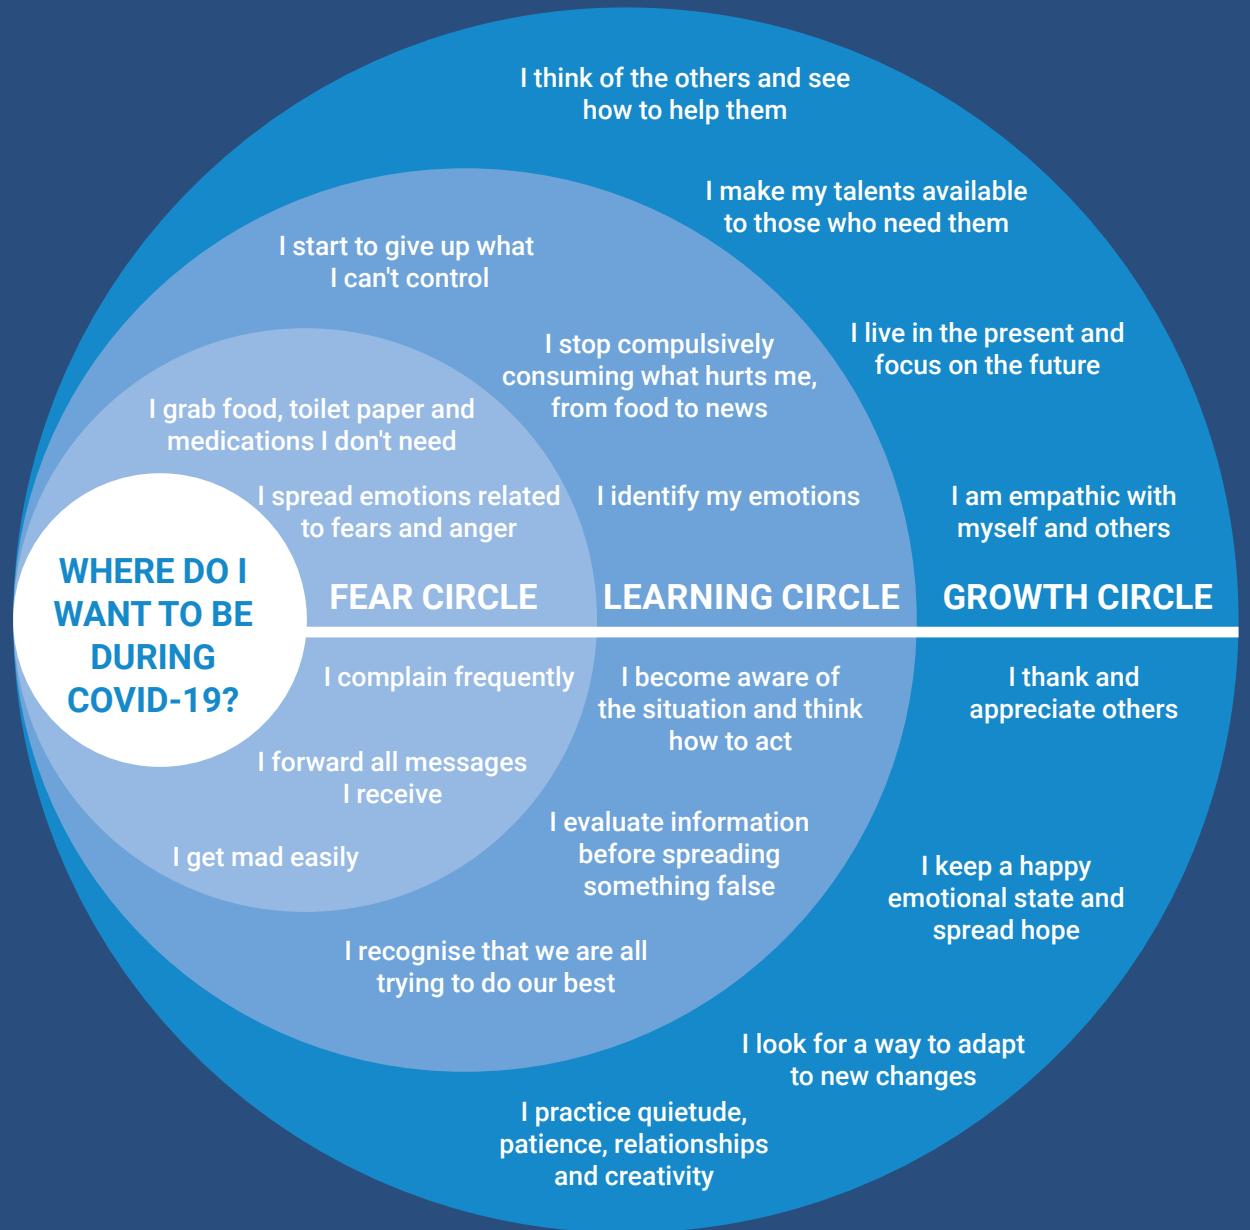 I think of the others and see
how to help them
I make my talents available
to those who need them
I start to give up what
I can't control
I live in the present and
focus on the future
I stop compulsively
consuming what hurts me,
from food to news
I grab food, toilet paper and
medications I don't need
I spread emotions related
to fears and anger
I identify my emotions
I am empathic with
myself and others
WHERE DO I
WANT TO BE
DURING
COVID-19?
FEAR CIRCLE
LEARNING CIRCLE
GROWTH CIRCLE
I complain frequently
I become aware of
the situation and think
how to act
I thank and
appreciate others
I forward all messages
I receive
I evaluate information
before spreading
something false
I get mad easily
I keep a happy
emotional state and
spread hope
I recognise that we are all
trying to do our best
I look for a way to adapt
to new changes
I practice quietude,
patience, relationships
and creativity